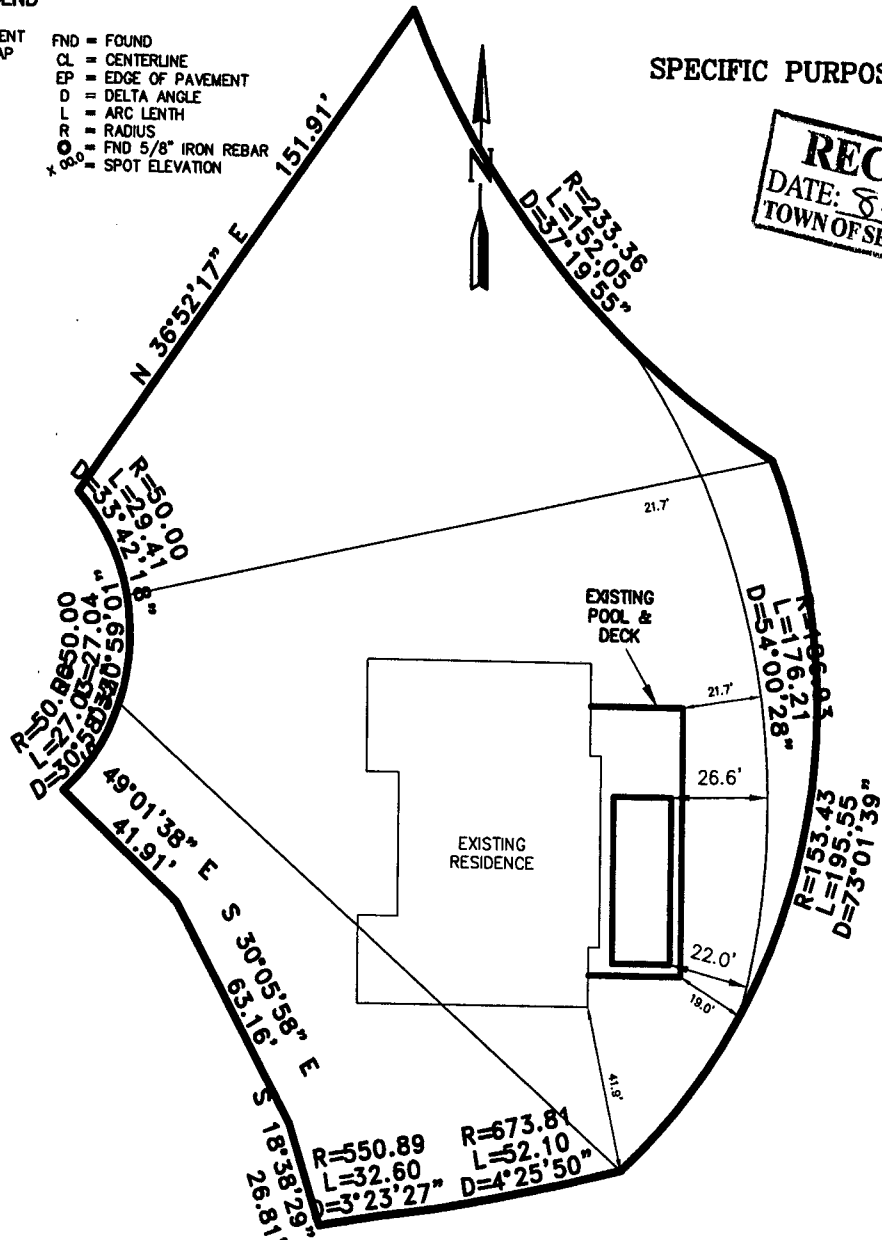 FND = FOUND
CL = CENTERLINE
EP = EDGE OF PAVEMENT
D = DELTA ANGLE
L = ARC LENTH
R = RADIUS
= FND 5/8" IRON REBAR
x 00.0 = SPOT ELEVATION
N
REC
DATE: 8
TOWN OF
151.91'
N 36°52'17" E
R=233.36
L=152.05
D=37°19'55"
R=50.00
L=29.41
D=33°42'18"
21.7'
EXISTING
POOL &
DECK
L=176.21
D=54°00'28"
21.7'
26.6'
EXISTING
RESIDENCE
R=153.43
L=195.55
D=73°01'39"
22.0'
19.0'
41.9'
49°01'38" E
41.91'
S 30°05'58" E
63.16'
S 18°38'29"
26.81'
R=550.89
L=32.60
D=3°23'27"
R=673.81
L=52.10
D=4°25'50"